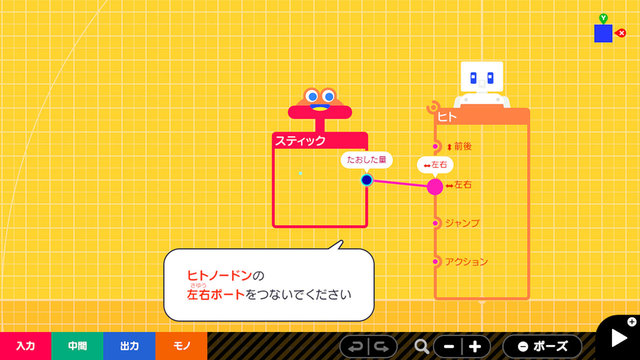 Y
X
ヒト
スティック
前後
たおした量
左右
左右
ジャンプ
アクション
ヒトノードンの
さゆう
左右ポートをつないでください
入力
中間
出力
モノ
ポーズ